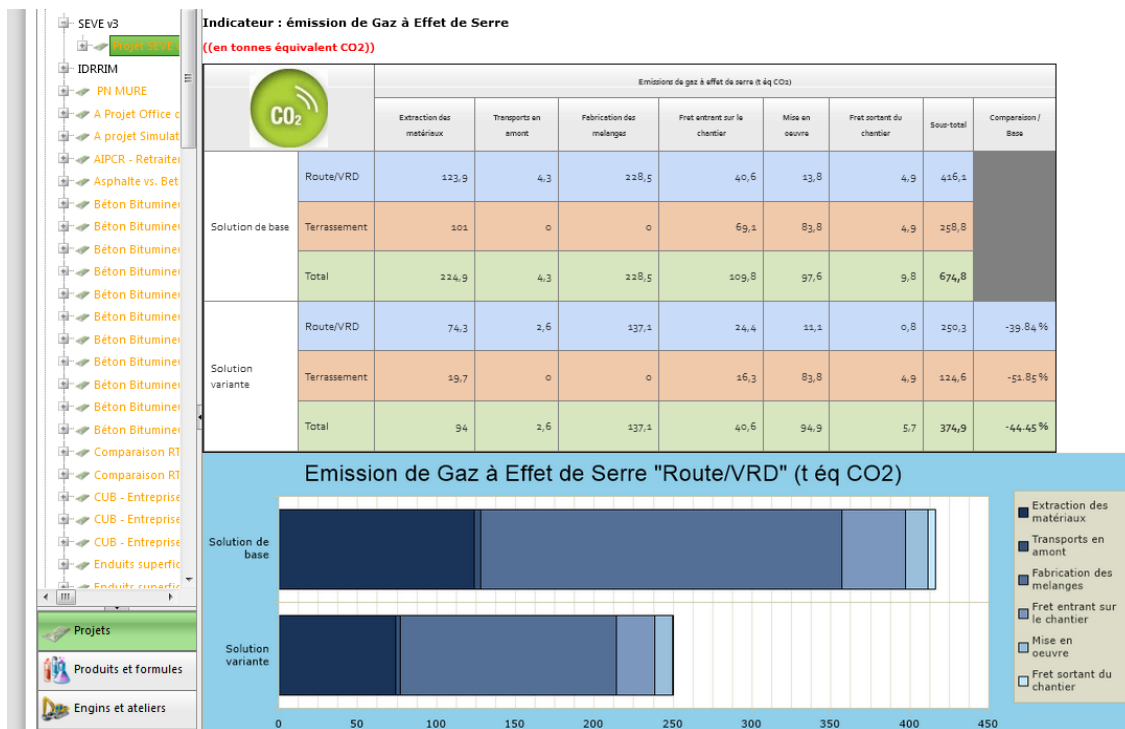 SEVE v3
Projet SEVE
IDRRIM
PN MURE
A Projet Office
A projet Simulat
AIPCR - Retraite
Asphalte vs. Bet
Béton Bitumine
Béton Bitumine
Béton Bitumine
Béton Bitumine
Béton Bitumine
Béton Bitumine
Béton Bitumine
Béton Bitumine
Béton Bitumine
Béton Bitumine
Béton Bitumine
Comparaison RT
Comparaison RT
CUB - Entreprise
CUB - Entreprise
CUB - Entreprise
Enduits superfic
Enduits superfic
Projets
Produits et formules
Engins et ateliers
Indicateur : émission de Gaz à Effet de Serre
((en tonnes équivalent CO2))
CO2
Emissions de gaz à effet de serre (t éq CO2)
Extraction des matériaux Transports en amont Fabrication des melanges Fret entrant sur le chantier Mise en oeuvre Fret sortant du chantier Sous-total Comparaison / Base
Solution de base
Route/VRD 123,9 4,3 228,5 40,6 13,8 4,9 416,1
Terrassement 101 0 0 69,1 83,8 4,9 258,8
Total 224,9 4,3 228,5 109,8 97,6 9,8 674,8
Solution variante
Route/VRD 74,3 2,6 137,1 24,4 11,1 0,8 250,3 -39.84 %
Terrassement 19,7 0 0 16,3 83,8 4,9 124,6 -51.85 %
Total 94 2,6 137,1 40,6 94,9 5,7 374,9 -44.45 %
Emission de Gaz à Effet de Serre "Route/VRD" (t éq CO2)
Solution de
base
Solution
variante
0 50 100 150 200 250 300 350 400 450
Extraction des
matériaux
Transports en
amont
Fabrication des
melanges
Fret entrant sur
le chantier
Mise en
oeuvre
Fret sortant du
chantier